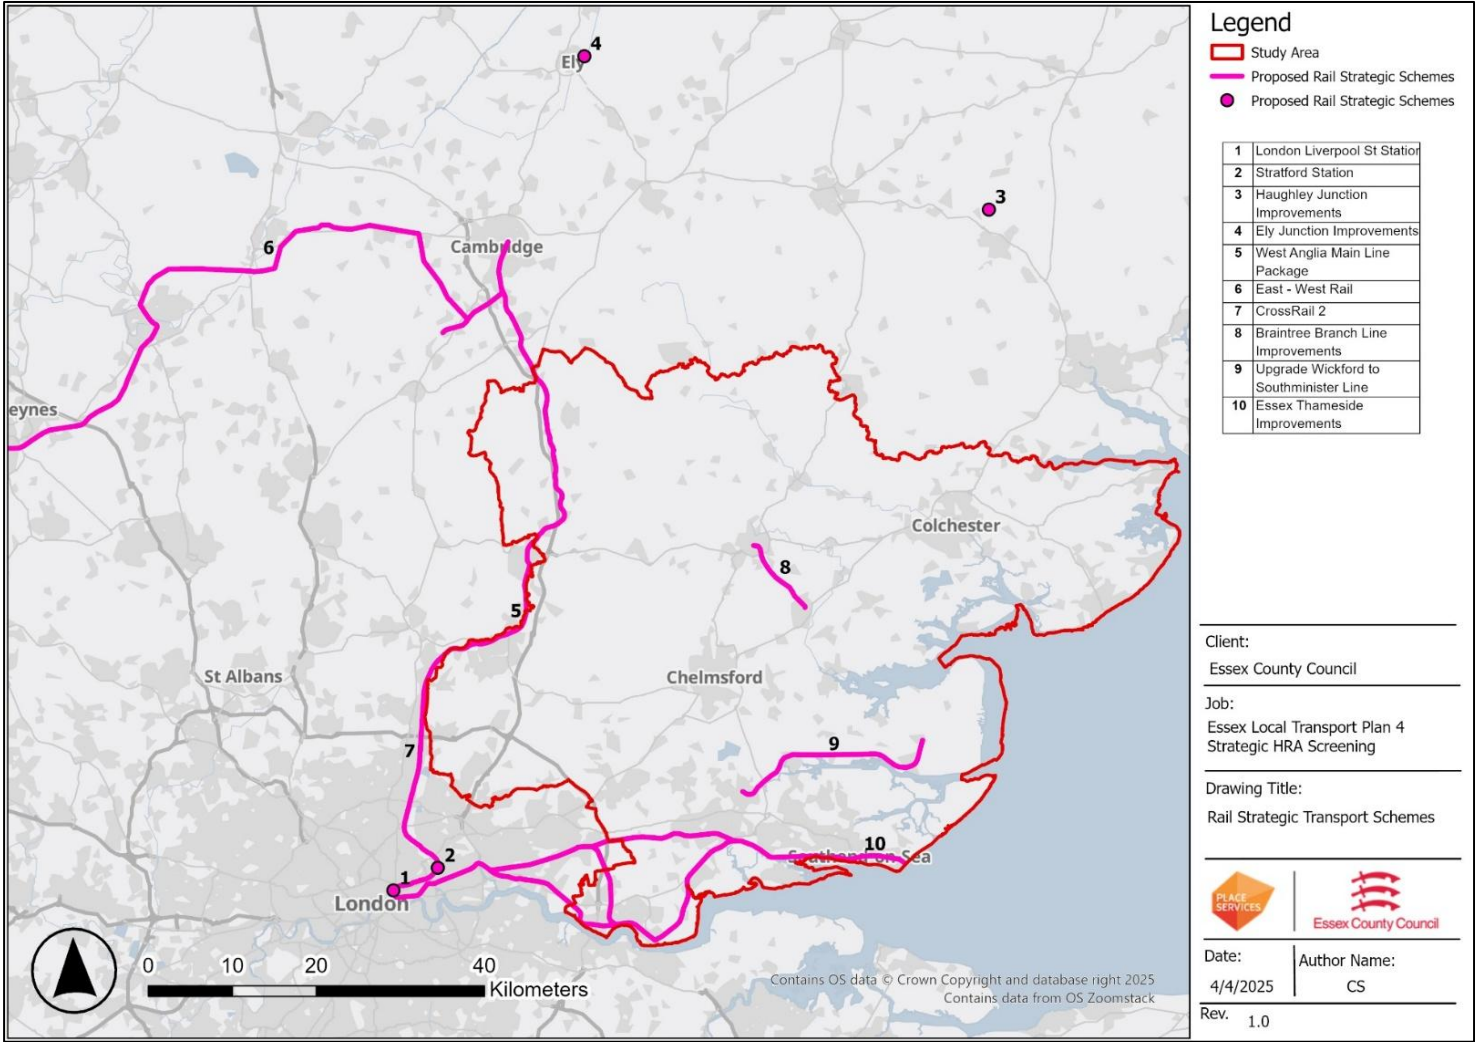 4
Ely
3
6
Cambridge
eynes
Colchester
8
5
St Albans
Chelmsford
7
9
2
10
Southend on Sea
1
London
0 10 20 40
Kilometers
Contains OS data © Crown Copyright and database right 2025
Contains data from OS Zoomstack
Legend
Study Area
Proposed Rail Strategic Schemes
Proposed Rail Strategic Schemes
1 London Liverpool St Station
2 Stratford Station
3 Haughley Junction
Improvements
4 Ely Junction Improvements
5 West Anglia Main Line
Package
6 East - West Rail
7 CrossRail 2
8 Braintree Branch Line
Improvements
9 Upgrade Wickford to
Southminister Line
10 Essex Thameside
Improvements
Client:
Essex County Council
Job:
Essex Local Transport Plan 4
Strategic HRA Screening
Drawing Title:
Rail Strategic Transport Schemes
PLACE
SERVICES
Essex County Council
Date:
4/4/2025
Author Name:
CS
Rev. 1.0